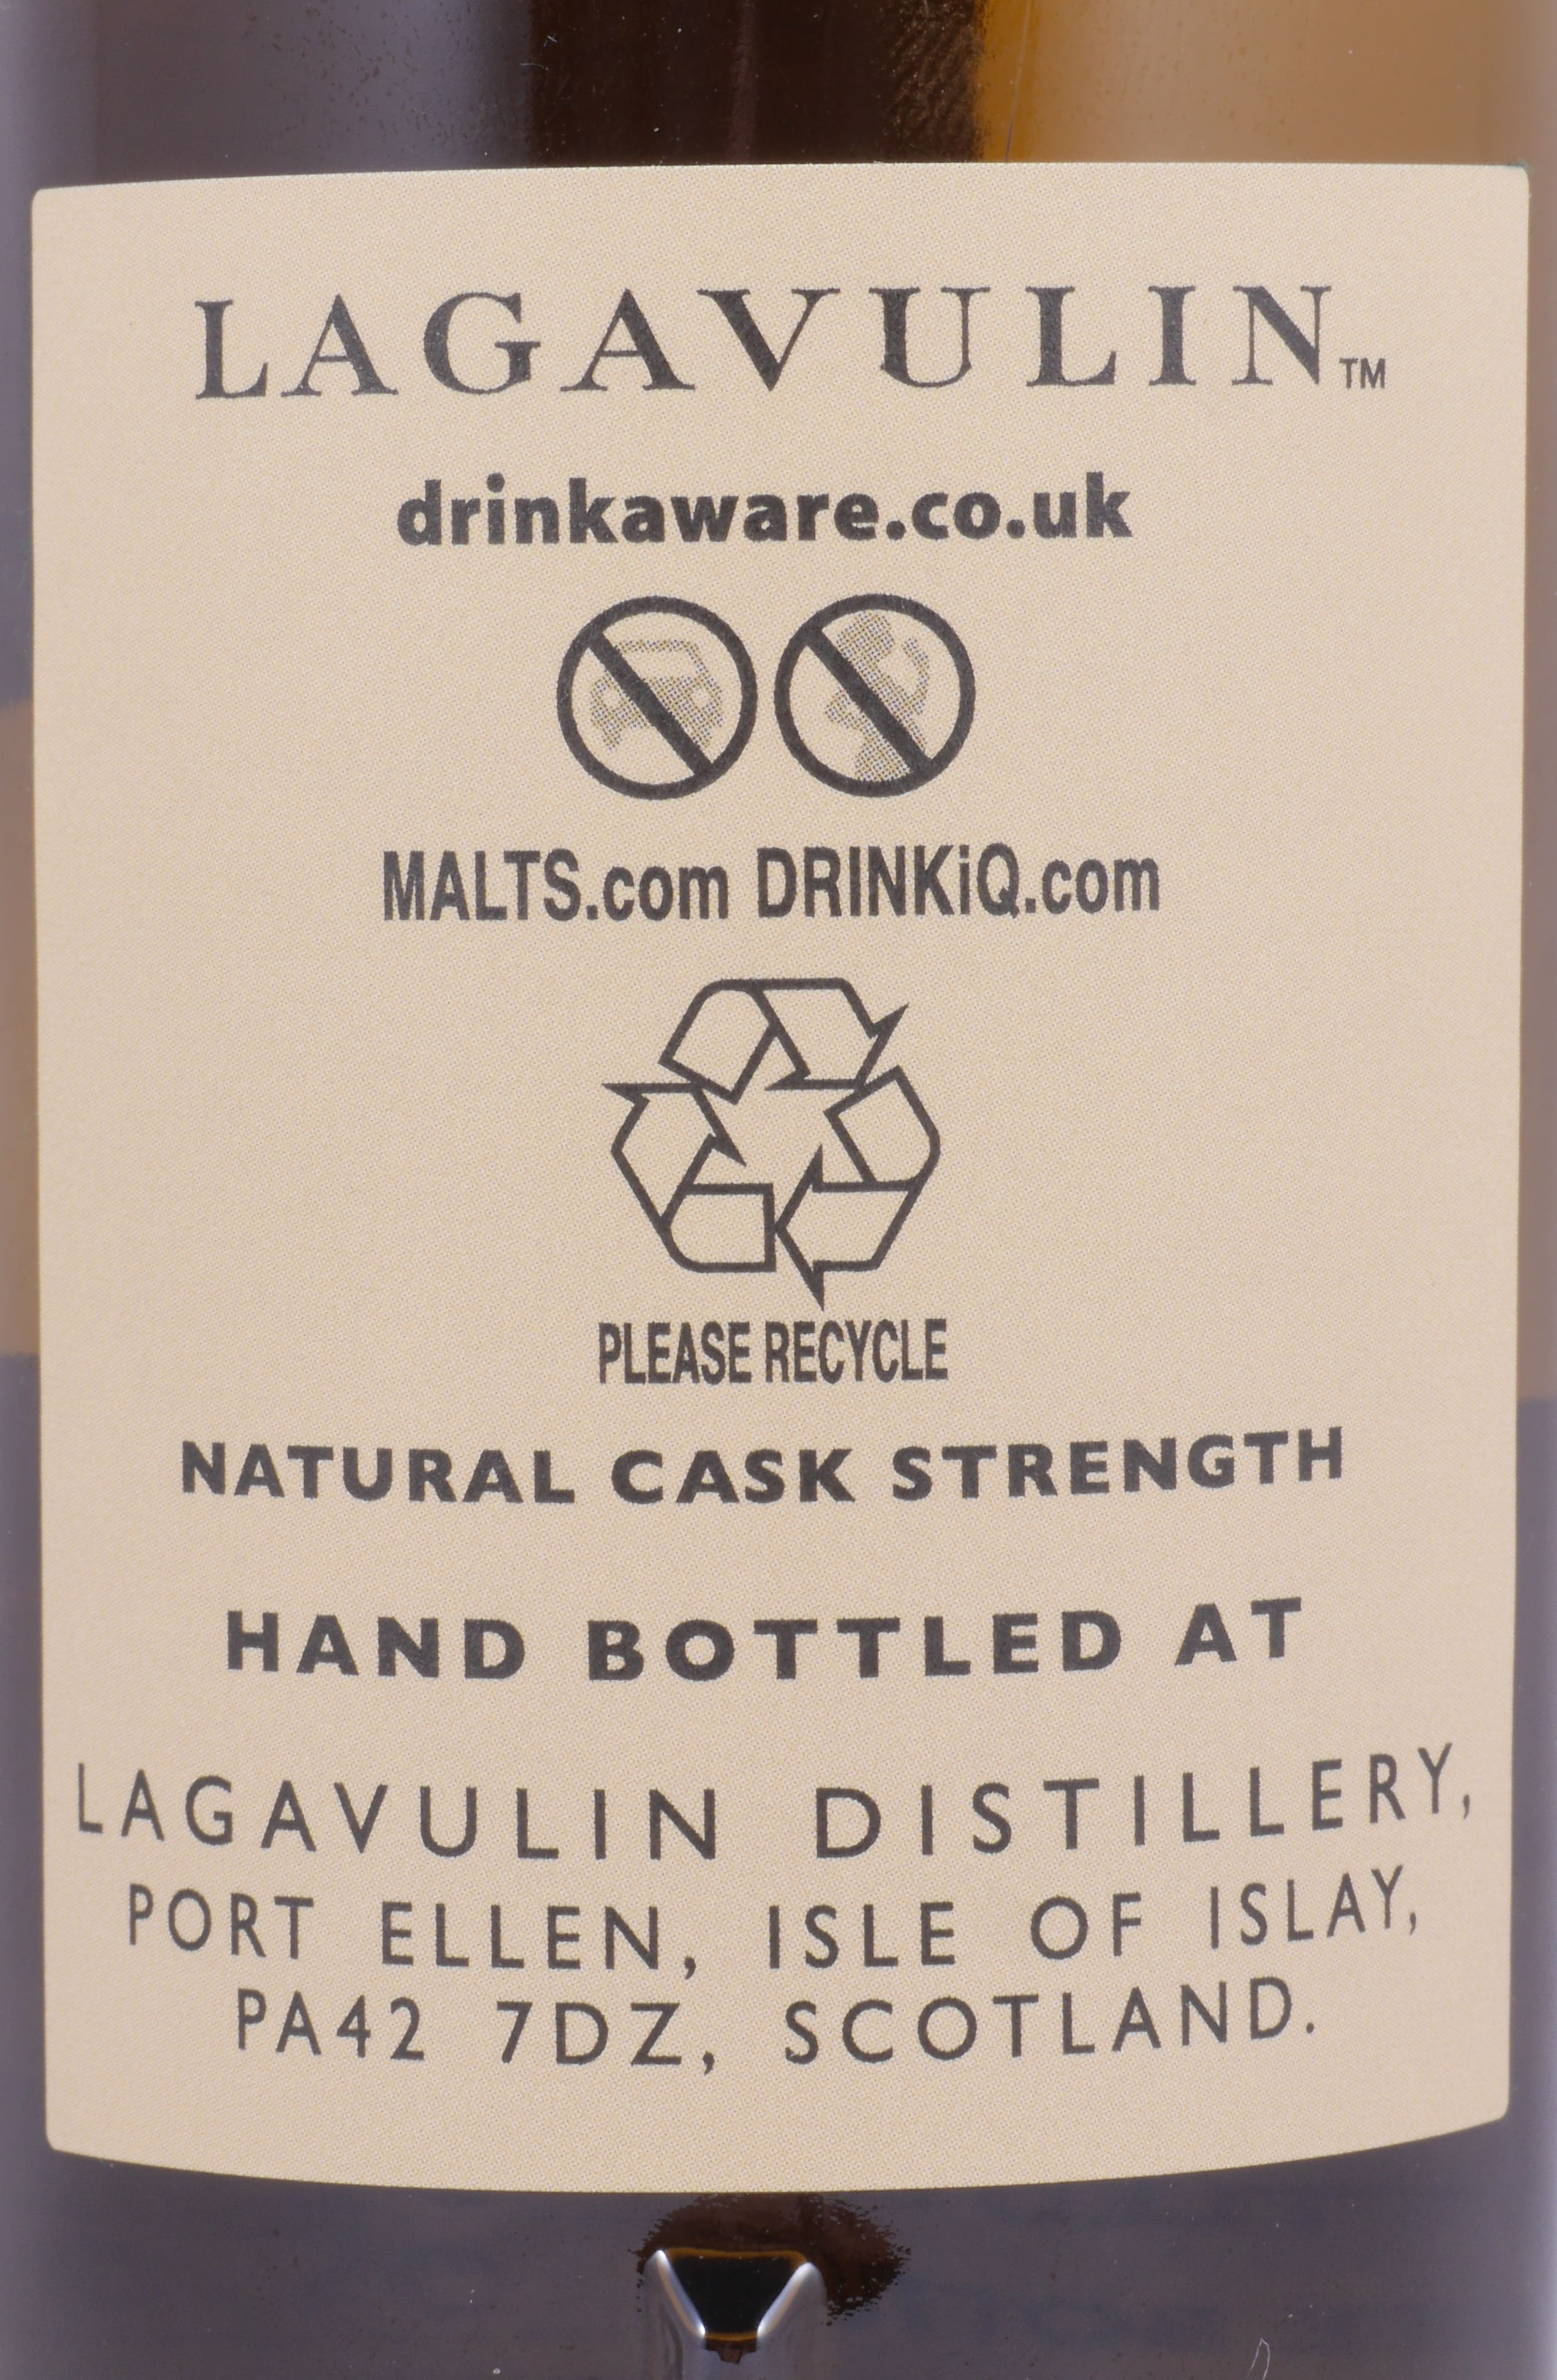 LAGAVULIN™
drinkaware.co.uk
MALTS.com DRINKiQ.com
PLEASE RECYCLE
NATURAL CASK STRENGTH
HAND BOTTLED AT
LAGAVULIN DISTILLERY,
PORT ELLEN, ISLE OF ISLAY,
PA42 7DZ, SCOTLAND.